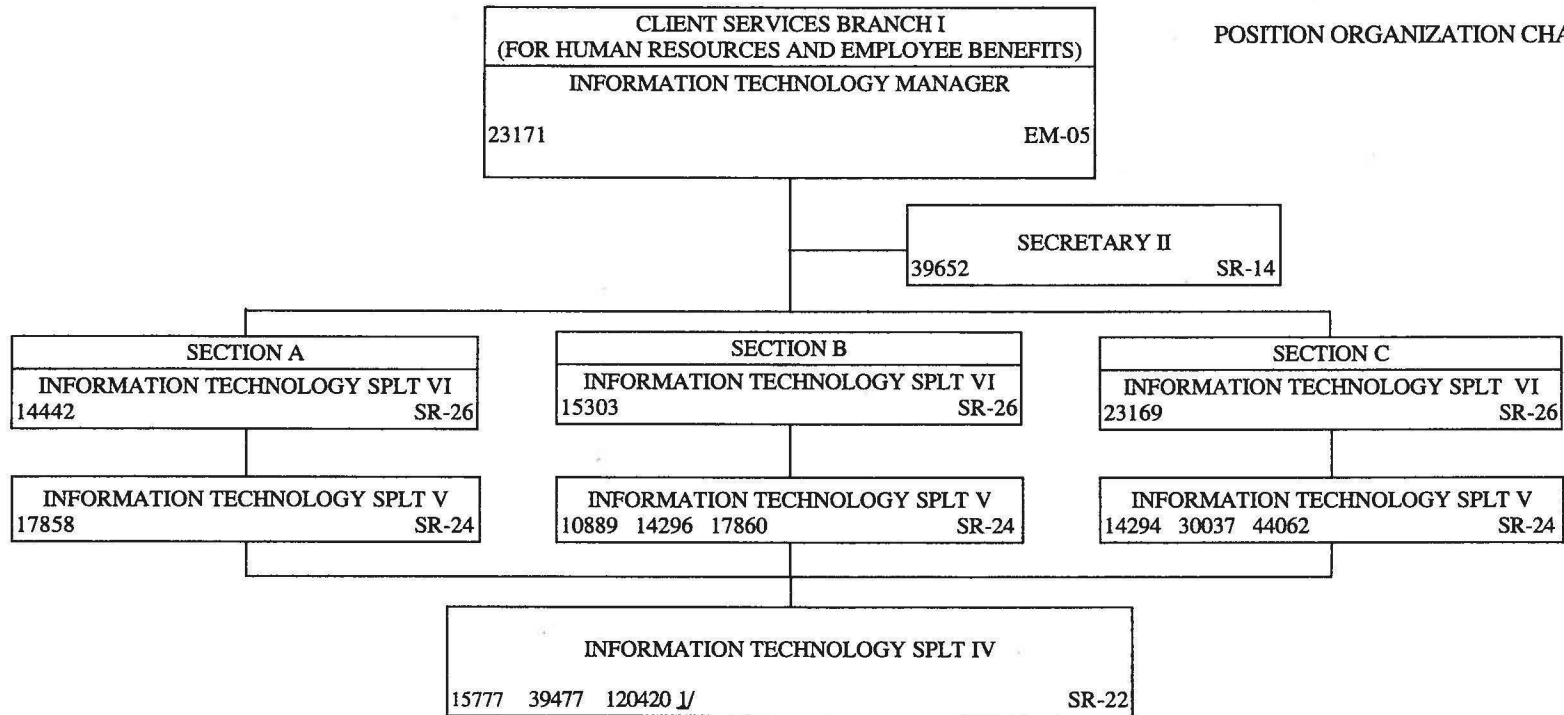 CLIENT SERVICES BRANCH I
(FOR HUMAN RESOURCES AND EMPLOYEE BENEFITS)
POSITION ORGANIZATION CHA
INFORMATION TECHNOLOGY MANAGER
23171 EM-05
SECRETARY II
39652 SR-14
SECTION A
INFORMATION TECHNOLOGY SPLT VI
14442 SR-26
SECTION B
INFORMATION TECHNOLOGY SPLT VI
15303 SR-26
SECTION C
INFORMATION TECHNOLOGY SPLT VI
23169 SR-26
INFORMATION TECHNOLOGY SPLT V
17858 SR-24
INFORMATION TECHNOLOGY SPLT V
10889 14296 17860 SR-24
INFORMATION TECHNOLOGY SPLT V
14294 30037 44062 SR-24
INFORMATION TECHNOLOGY SPLT IV
15777 39477 120420 1/ SR-22